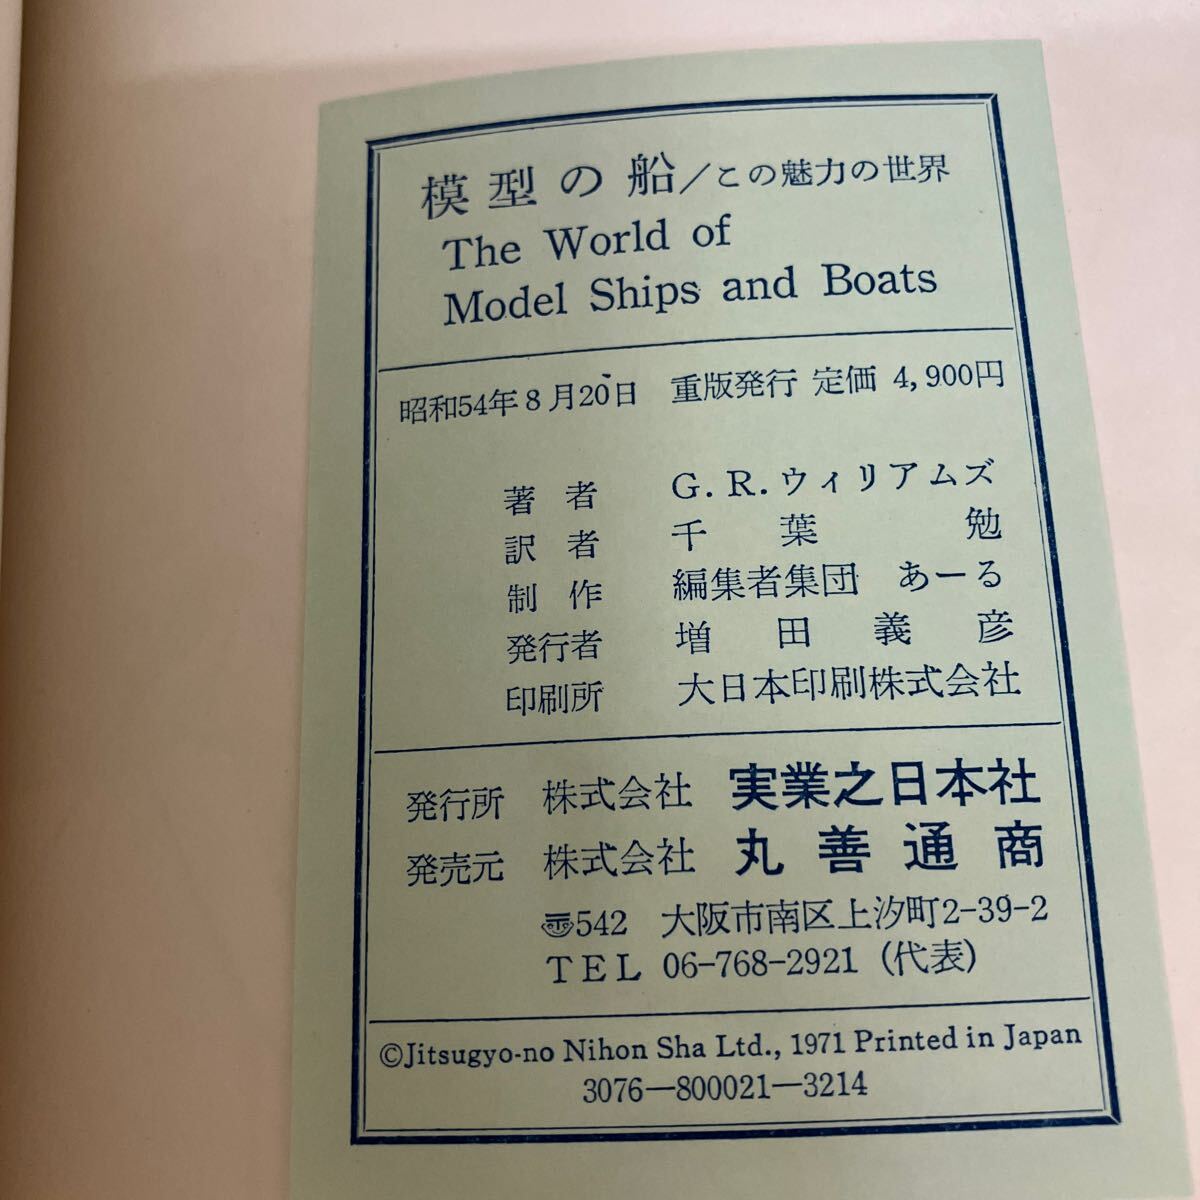 模型の船／この魅力の世界
The World of
Model Ships and Boats
昭和54年8月20日　重版発行 定価 4,900円
著者　G.R.ウィリアムズ
訳者　千葉　勉
制作　編集者集団　あーる
発行者　増田義彦
印刷所　大日本印刷株式会社
発行所　株式会社　実業之日本社
発売元　株式会社　丸善通商
〠542　大阪市南区上汐町2-39-2
TEL 06-768-2921（代表）
©Jitsugyo-no Nihon Sha Ltd., 1971 Printed in Japan
3076—800021—3214